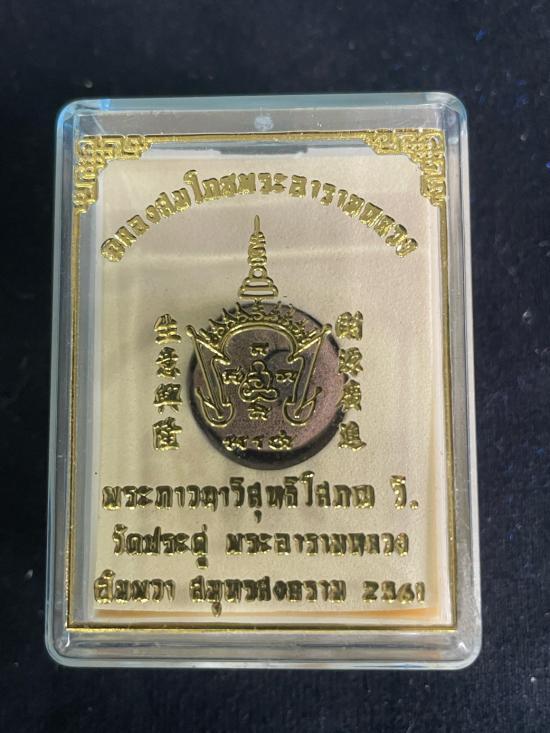 ฉลองสมโภชพระอารามหลวง
生意興隆
財源廣進
พระภาวนาวิสุทธิโสภณ วิ.
วัดประดู่ พระอารามหลวง
อัมพวา สมุทรสงคราม 2561